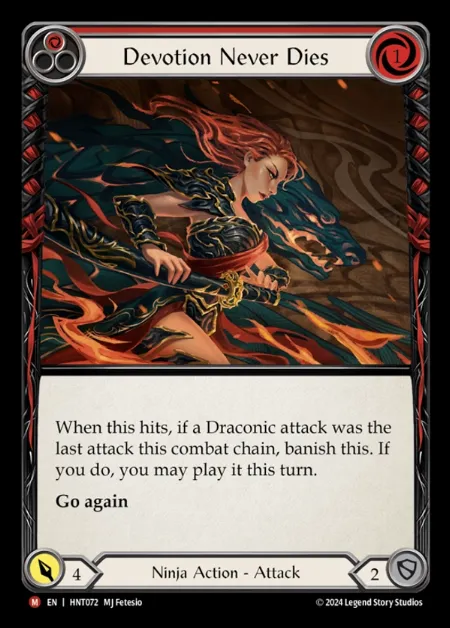 Devotion Never Dies
1
When this hits, if a Draconic attack was the
last attack this combat chain, banish this. If
you do, you may play it this turn.
Go again
4
Ninja Action - Attack
2
M EN | HNT072 MJ Fetesio
© 2024 Legend Story Studios